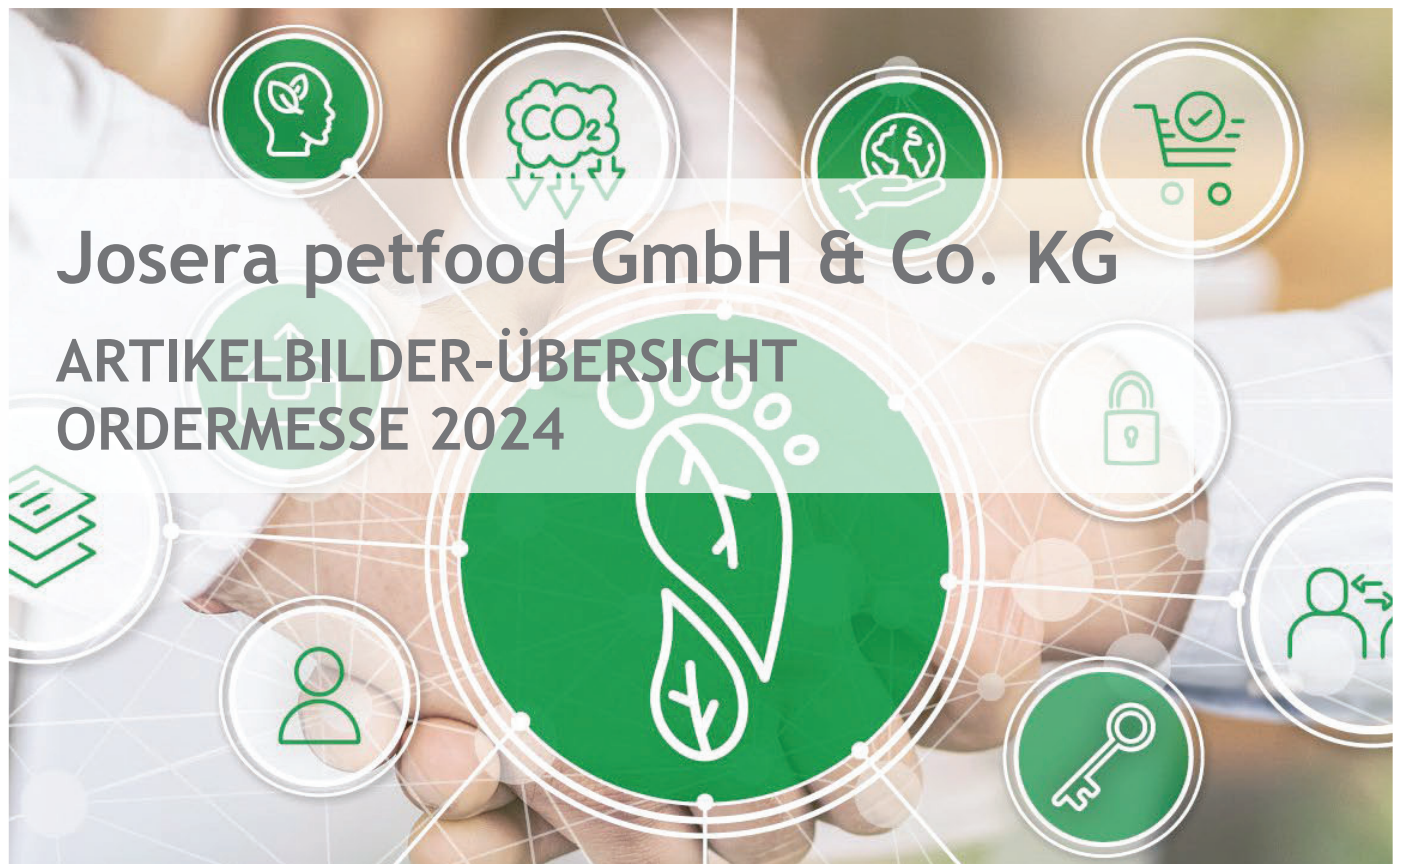 CO2
Josera petfood GmbH & Co. KG
ARTIKELBILDER-ÜBERSICHT
ORDERMESSE 2024